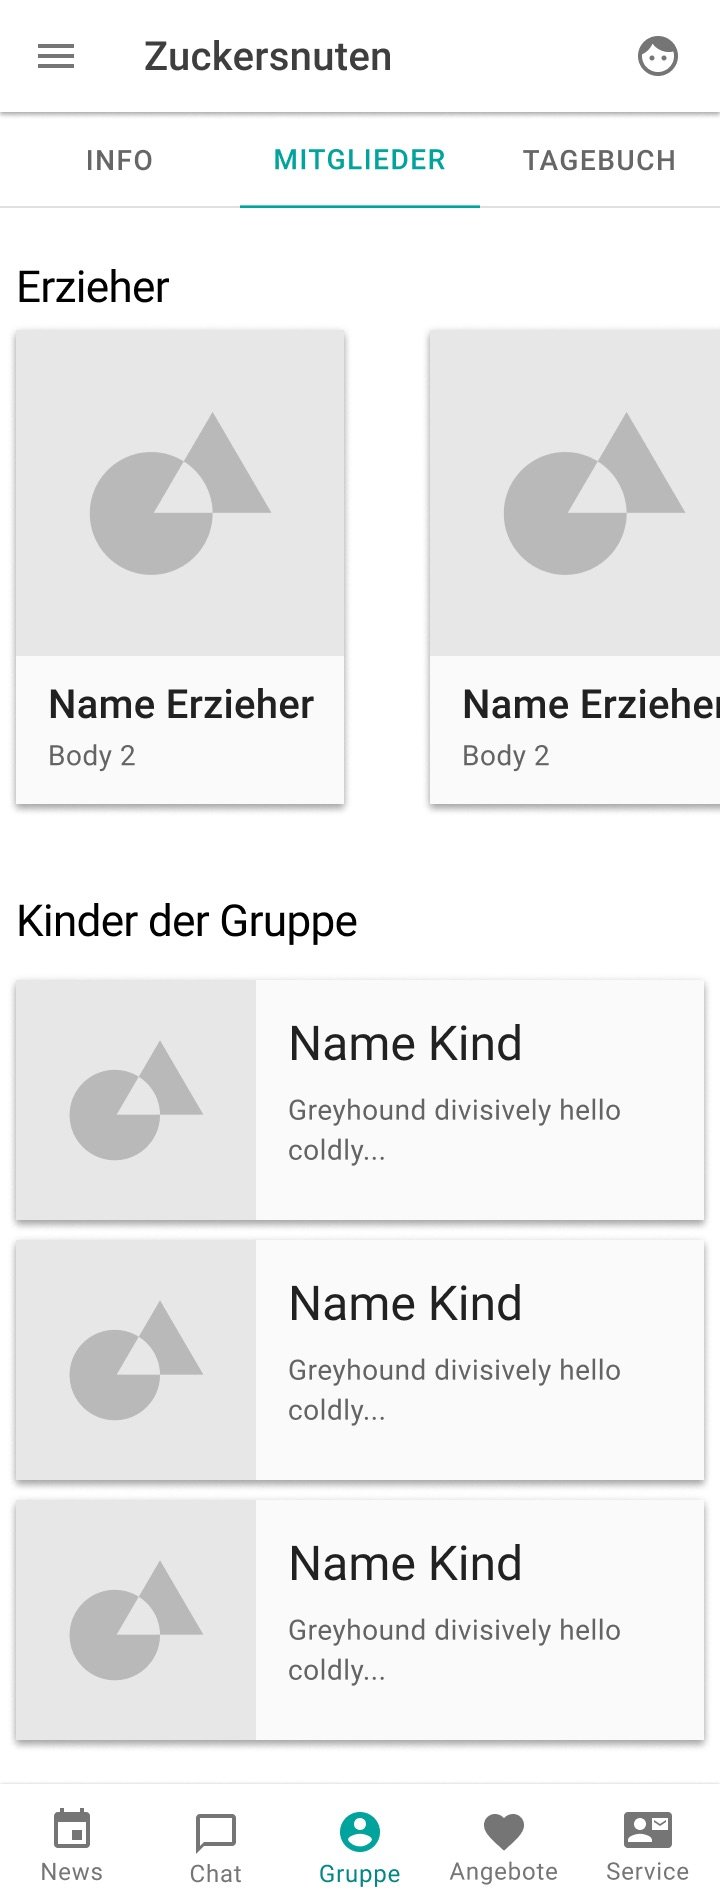 Zuckersnuten
INFO MITGLIEDER TAGEBUCH
Erzieher
Name Erzieher
Body 2
Name Erzieher
Body 2
Kinder der Gruppe
Name Kind
Greyhound divisively hello
coldly...
Name Kind
Greyhound divisively hello
coldly...
Name Kind
Greyhound divisively hello
coldly...
News Chat Gruppe Angebote Service